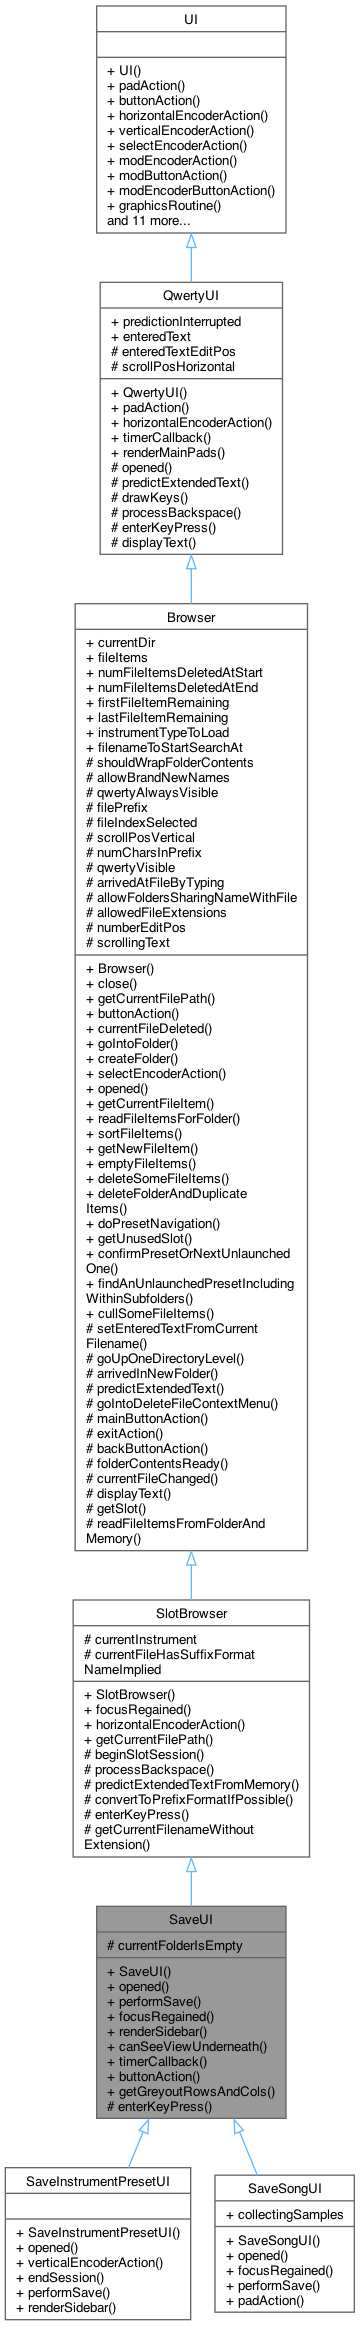 UI
+ UI()
+ padAction()
+ buttonAction()
+ horizontalEncoderAction()
+ verticalEncoderAction()
+ selectEncoderAction()
+ modEncoderAction()
+ modButtonAction()
+ modEncoderButtonAction()
+ graphicsRoutine()
and 11 more...
QwertyUI
+ predictionInterrupted
+ enteredText
# enteredTextEditPos
# scrollPosHorizontal
+ QwertyUI()
+ padAction()
+ horizontalEncoderAction()
+ timerCallback()
+ renderMainPads()
# opened()
# predictExtendedText()
# drawKeys()
# processBackspace()
# enterKeyPress()
# displayText()
Browser
+ currentDir
+ fileItems
+ numFileItemsDeletedAtStart
+ numFileItemsDeletedAtEnd
+ firstFileItemRemaining
+ lastFileItemRemaining
+ instrumentTypeToLoad
+ filenameToStartSearchAt
# shouldWrapFolderContents
# allowBrandNewNames
# qwertyAlwaysVisible
# filePrefix
# fileIndexSelected
# scrollPosVertical
# numCharsInPrefix
# qwertyVisible
# arrivedAtFileByTyping
# allowFoldersSharingNameWithFile
# allowedFileExtensions
# numberEditPos
# scrollingText
+ Browser()
+ close()
+ getCurrentFilePath()
+ buttonAction()
+ currentFileDeleted()
+ goIntoFolder()
+ createFolder()
+ selectEncoderAction()
+ opened()
+ getCurrentFileItem()
+ readFileItemsForFolder()
+ sortFileItems()
+ getNewFileItem()
+ emptyFileItems()
+ deleteSomeFileItems()
+ deleteFolderAndDuplicate
Items()
+ doPresetNavigation()
+ getUnusedSlot()
+ confirmPresetOrNextUnlaunched
One()
+ findAnUnlaunchedPresetIncluding
WithinSubfolders()
+ cullSomeFileItems()
# setEnteredTextFromCurrent
Filename()
# goUpOneDirectoryLevel()
# arrivedInNewFolder()
# predictExtendedText()
# goIntoDeleteFileContextMenu()
# mainButtonAction()
# exitAction()
# backButtonAction()
# folderContentsReady()
# currentFileChanged()
# displayText()
# getSlot()
# readFileItemsFromFolderAnd
Memory()
SlotBrowser
# currentInstrument
# currentFileHasSuffixFormat
NameImplied
+ SlotBrowser()
+ focusRegained()
+ horizontalEncoderAction()
+ getCurrentFilePath()
# beginSlotSession()
# processBackspace()
# predictExtendedTextFromMemory()
# convertToPrefixFormatIfPossible()
# enterKeyPress()
# getCurrentFilenameWithout
Extension()
SaveUI
# currentFolderIsEmpty
+ SaveUI()
+ opened()
+ performSave()
+ focusRegained()
+ renderSidebar()
+ canSeeViewUnderneath()
+ timerCallback()
+ buttonAction()
+ getGreyoutRowsAndCols()
# enterKeyPress()
SaveInstrumentPresetUI
+ SaveInstrumentPresetUI()
+ opened()
+ verticalEncoderAction()
+ endSession()
+ performSave()
+ renderSidebar()
SaveSongUI
+ collectingSamples
+ SaveSongUI()
+ opened()
+ focusRegained()
+ performSave()
+ padAction()